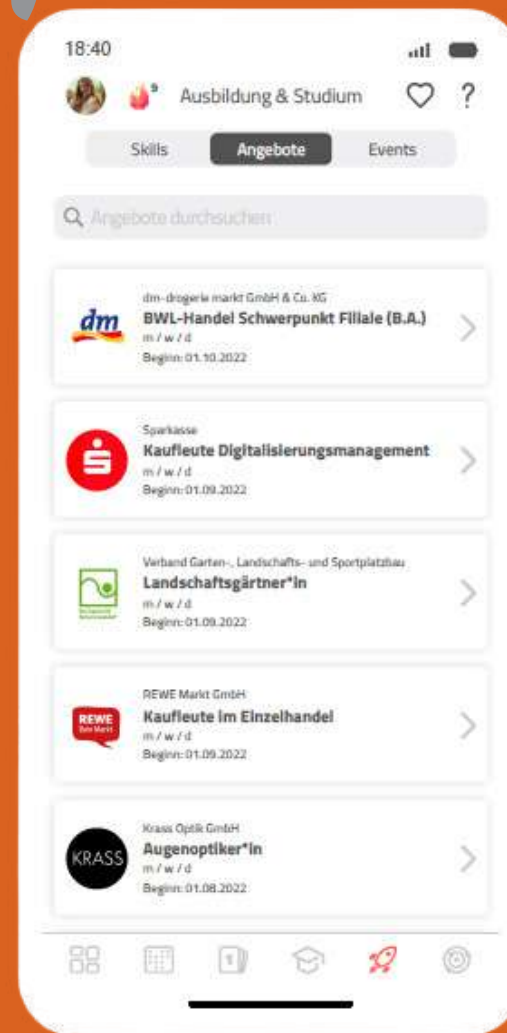 18:40
9
Ausbildung & Studium
?
Skills
Angebote
Events
Angebote durchsuchen
dm
dm-drogerie markt GmbH & Co. KG
BWL-Handel Schwerpunkt Filiale (B.A.)
m / w / d
Beginn: 01.10.2022
Sparkasse
Kaufleute Digitalisierungsmanagement
m / w / d
Beginn: 01.09.2022
Verband Garten-, Landschafts- und Sportplatzbau
Landschaftsgärtner*in
m / w / d
Beginn: 01.09.2022
REWE
Dein Markt
REWE Markt GmbH
Kaufleute im Einzelhandel
m / w / d
Beginn: 01.09.2022
KRASS
Krass Optik GmbH
Augenoptiker*in
m / w / d
Beginn: 01.08.2022